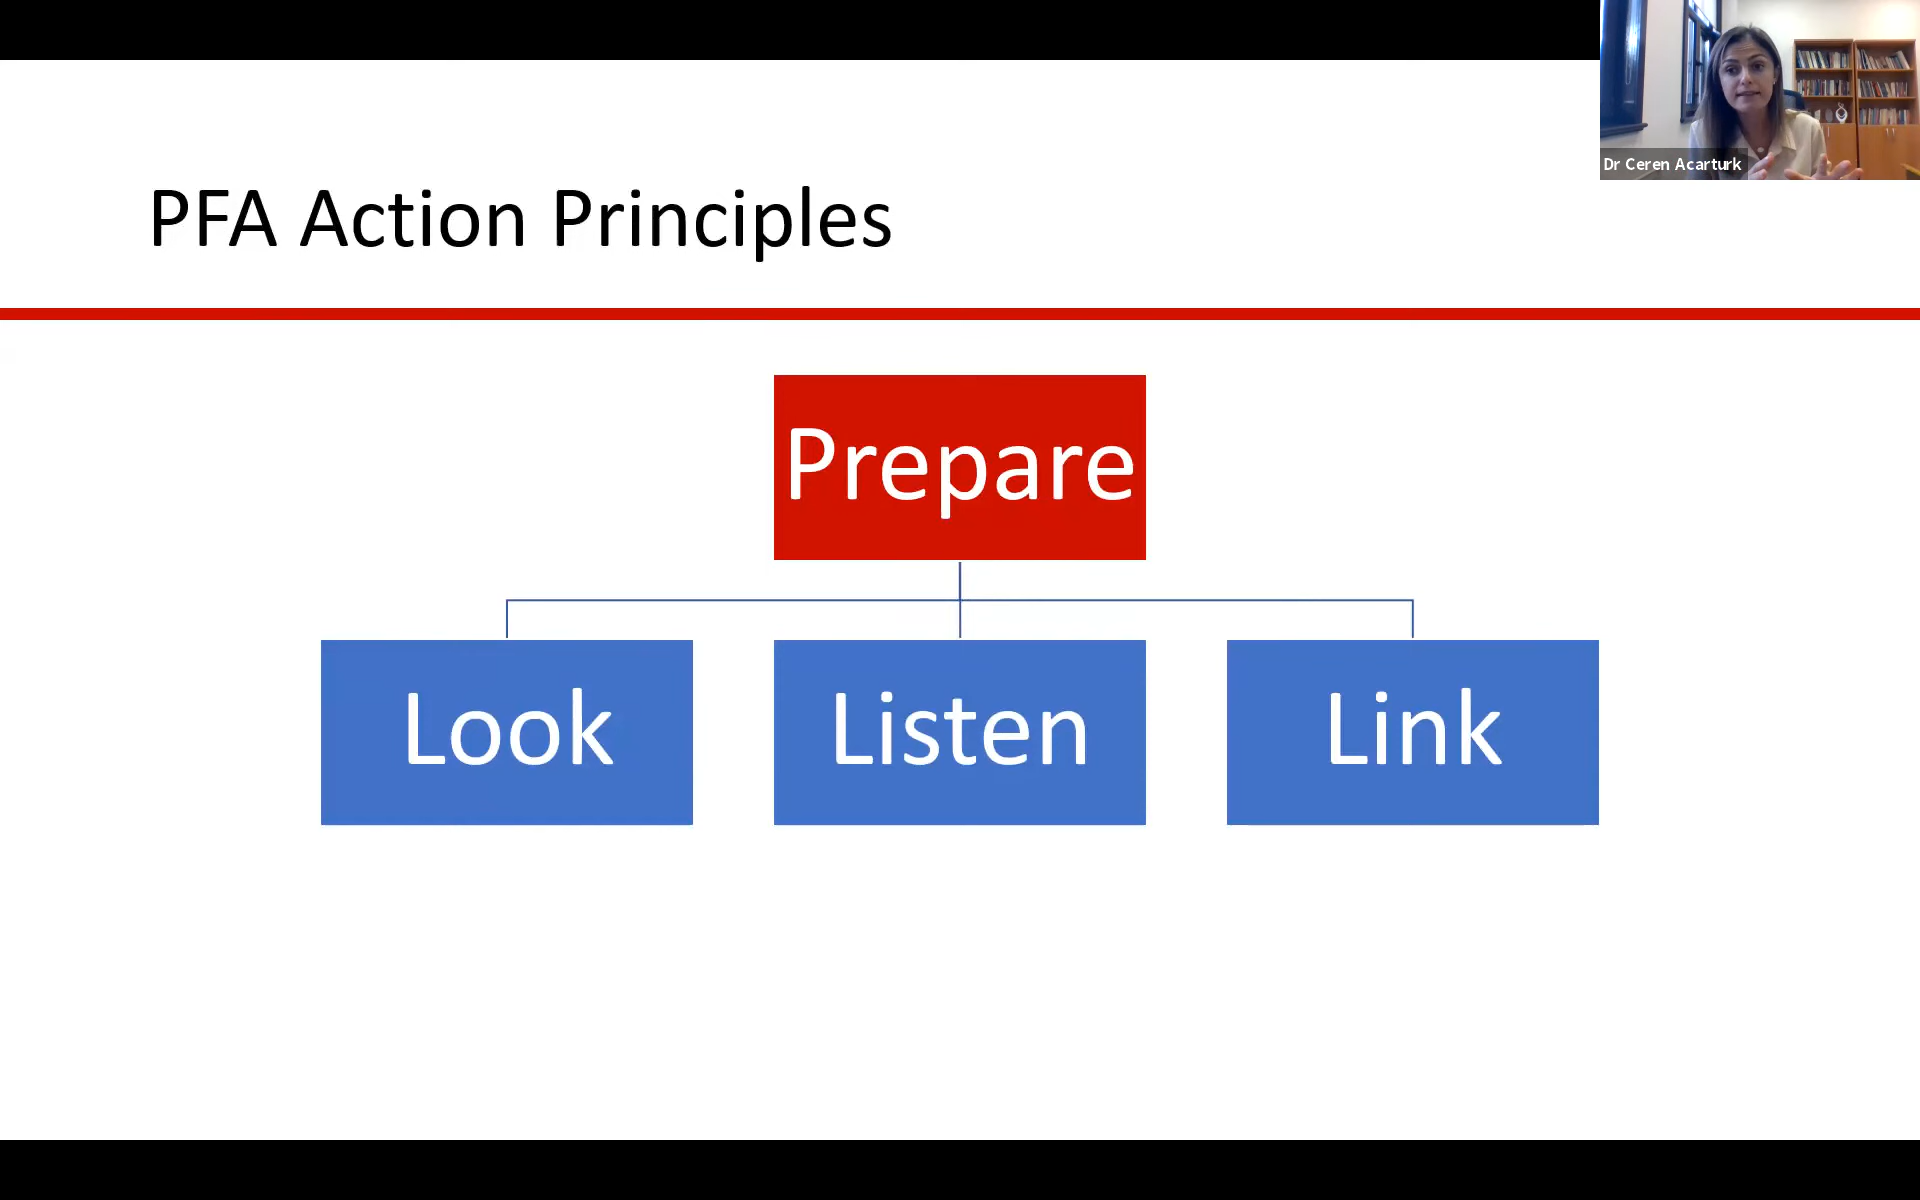 Dr Ceren Acarturk
PFA Action Principles
Prepare
Look
Listen
Link